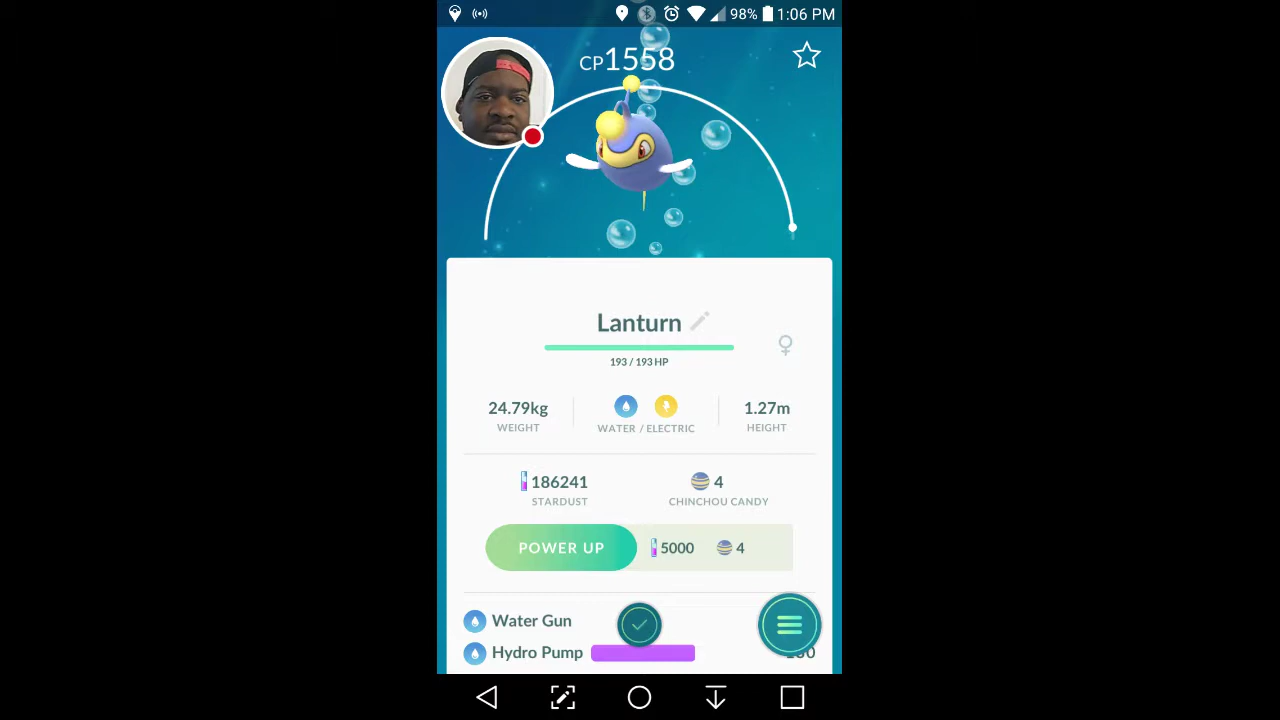 98% 1:06 PM
CP1558
Lanturn
193 / 193 HP
24.79kg
WEIGHT
WATER / ELECTRIC
1.27m
HEIGHT
186241
STARDUST
4
CHINCHOU CANDY
POWER UP 5000 4
Water Gun
Hydro Pump